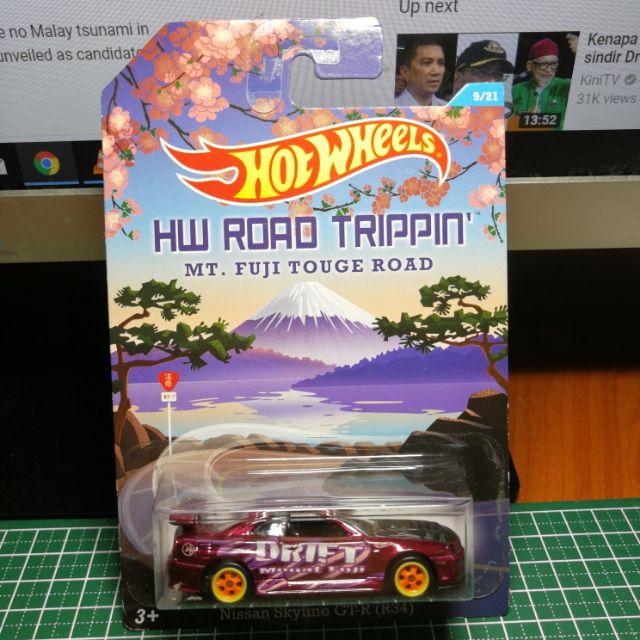 e no Malay tsunami in
unveiled as candidate
Up next
Kenapa
sindir Dr
KiniTV
31K views
13:52
9/21
HOT WHEELS
HW ROAD TRIPPIN'™
MT. FUJI TOUGE ROAD
DRIFT
3+
Nissan Skyline GT-R (R34)